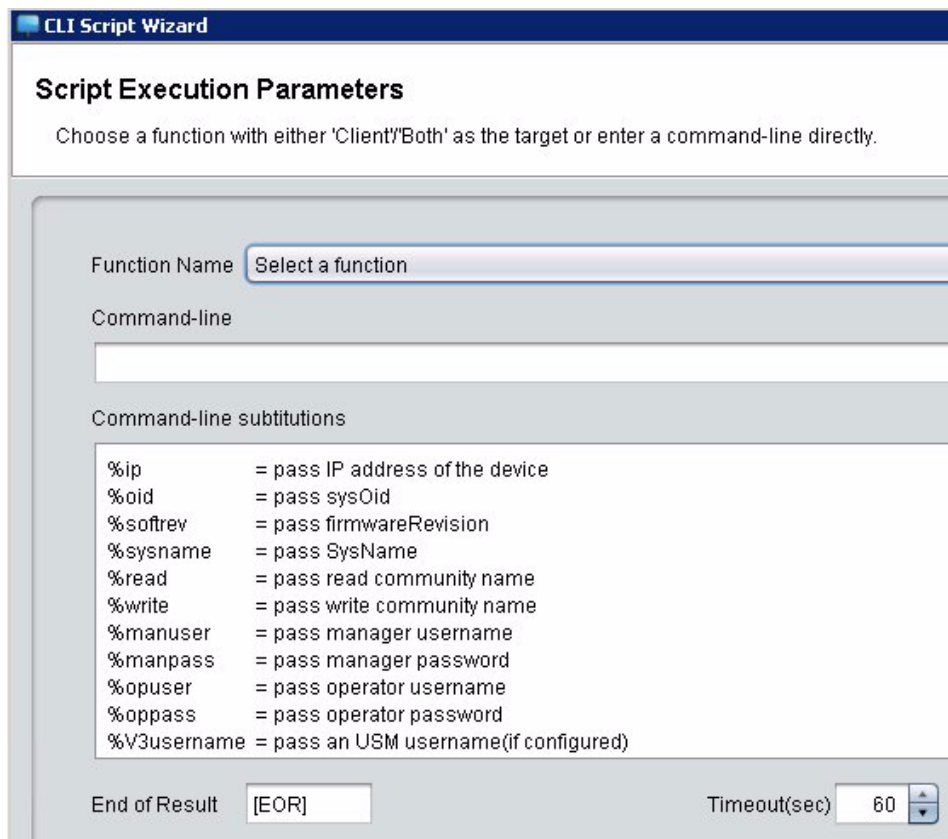 CLI Script Wizard
Script Execution Parameters
Choose a function with either 'Client'/'Both' as the target or enter a command-line directly.
Function Name Select a function
Command-line
Command-line subtitutions
%ip = pass IP address of the device
%oid = pass sysOid
%softrev = pass firmwareRevision
%sysname = pass SysName
%read = pass read community name
%write = pass write community name
%manuser = pass manager username
%manpass = pass manager password
%opuser = pass operator username
%oppass = pass operator password
%V3username = pass an USM username(if configured)
End of Result [EOR] Timeout(sec) 60